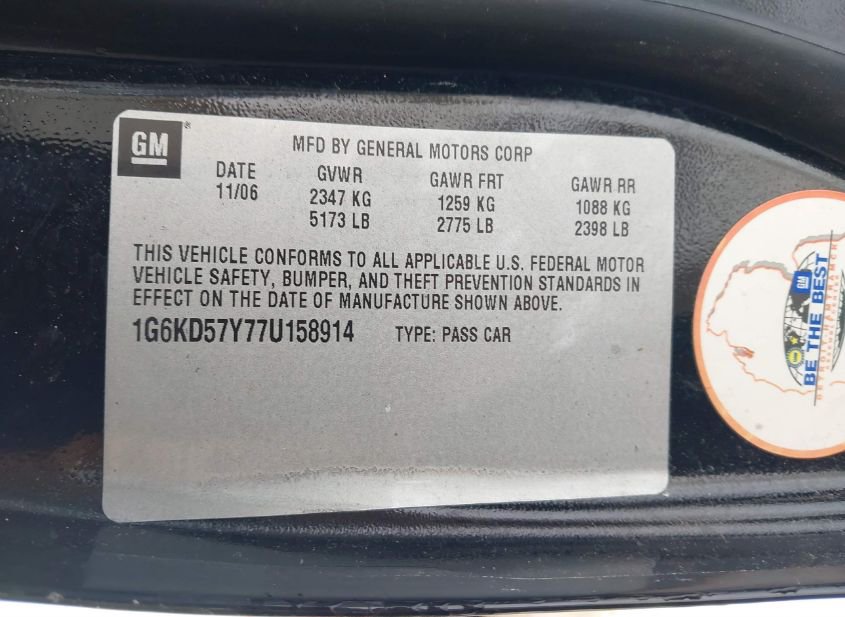 GM
MFD BY GENERAL MOTORS CORP
DATE GVWR GAWR FRT GAWR RR
11/06 2347 KG 1259 KG 1088 KG
5173 LB 2775 LB 2398 LB
THIS VEHICLE CONFORMS TO ALL APPLICABLE U.S. FEDERAL MOTOR
VEHICLE SAFETY, BUMPER, AND THEFT PREVENTION STANDARDS IN
EFFECT ON THE DATE OF MANUFACTURE SHOWN ABOVE.
1G6KD57Y77U158914 TYPE: PASS CAR
GM
BE THE BEST